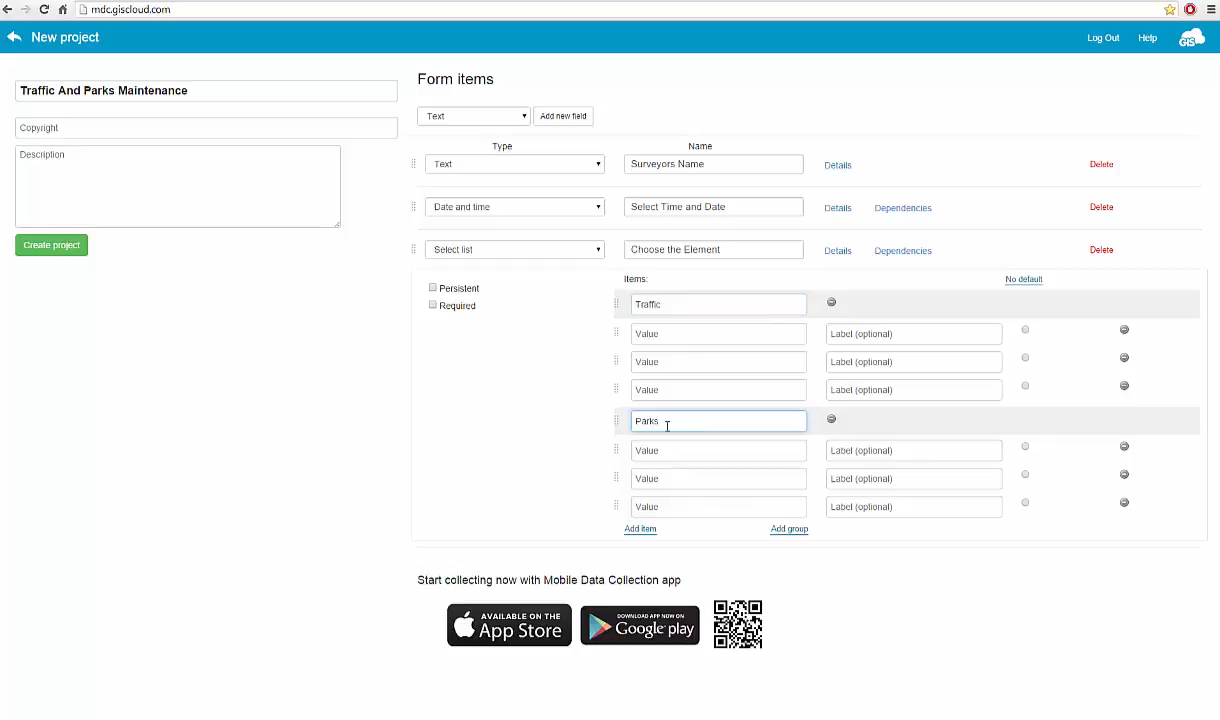 mdc.giscloud.com
New project
Log Out
Help
GIS
Traffic And Parks Maintenance
Copyright
Description
Create project
Form items
Text
Add new field
Type
Name
Text
Surveyors Name
Details
Delete
Date and time
Select Time and Date
Details
Dependencies
Delete
Select list
Choose the Element
Details
Dependencies
Delete
Persistent
Required
Items:
No default
Traffic
Value
Label (optional)
Value
Label (optional)
Value
Label (optional)
Parks
Value
Label (optional)
Value
Label (optional)
Value
Label (optional)
Add item
Add group
Start collecting now with Mobile Data Collection app
AVAILABLE ON THE
App Store
DOWNLOAD APP NOW ON
Google play